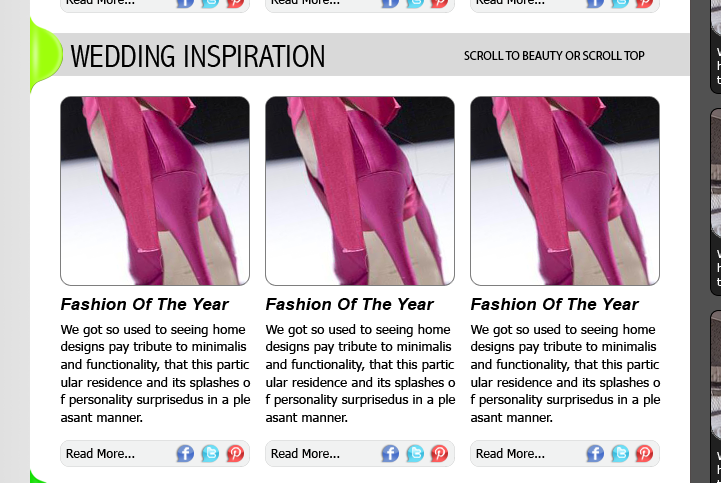 Read More... Read More... Read More...
WEDDING INSPIRATION SCROLL TO BEAUTY OR SCROLL TOP
Fashion Of The Year
We got so used to seeing home
designs pay tribute to minimalis
and functionality, that this partic
ular residence and its splashes o
f personality surprisedus in a ple
asant manner.
Read More...
Fashion Of The Year
We got so used to seeing home
designs pay tribute to minimalis
and functionality, that this partic
ular residence and its splashes o
f personality surprisedus in a ple
asant manner.
Read More...
Fashion Of The Year
We got so used to seeing home
designs pay tribute to minimalis
and functionality, that this partic
ular residence and its splashes o
f personality surprisedus in a ple
asant manner.
Read More...